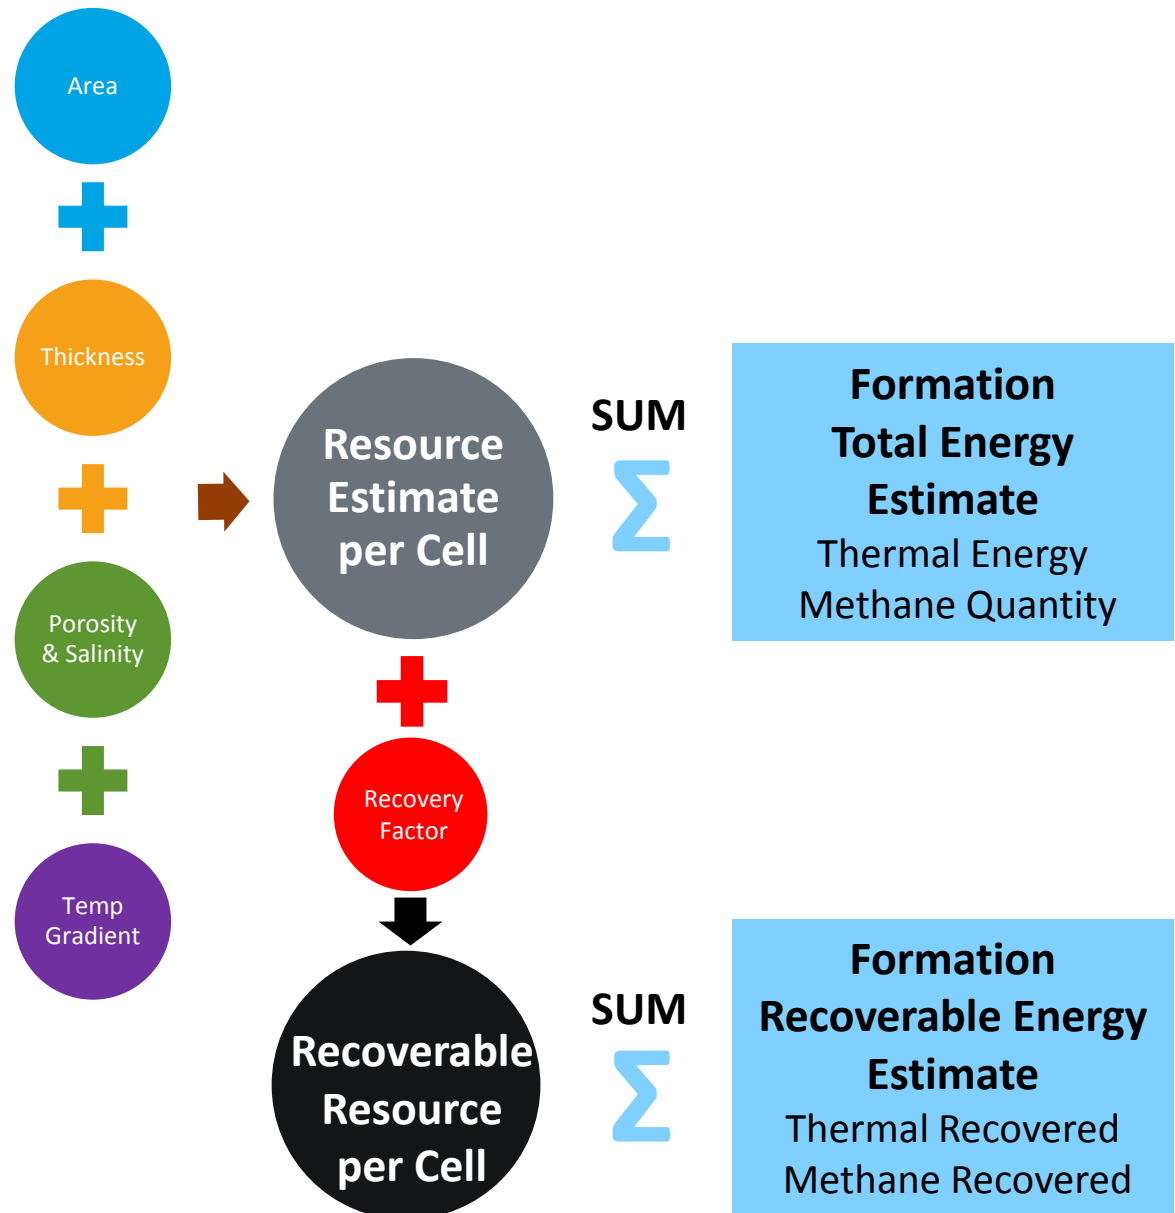 Area
Thickness
Porosity
& Salinity
Temp
Gradient
Resource
Estimate
per Cell
SUM
Σ
Formation
Total Energy
Estimate
Thermal Energy
Methane Quantity
Recovery
Factor
Recoverable
Resource
per Cell
SUM
Σ
Formation
Recoverable Energy
Estimate
Thermal Recovered
Methane Recovered